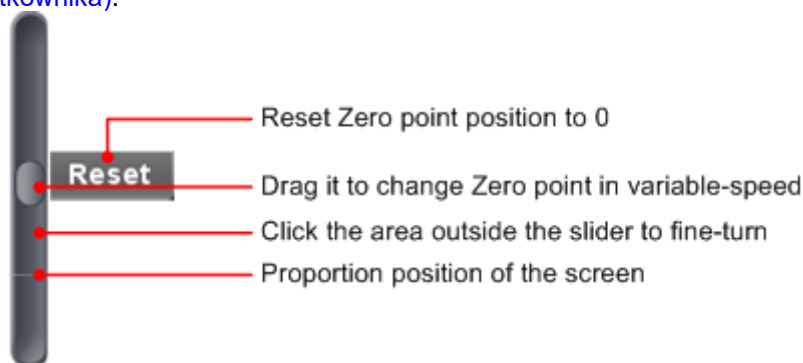 tkownika).
Reset Zero point position to 0
Reset
Drag it to change Zero point in variable-speed
Click the area outside the slider to fine-turn
Proportion position of the screen